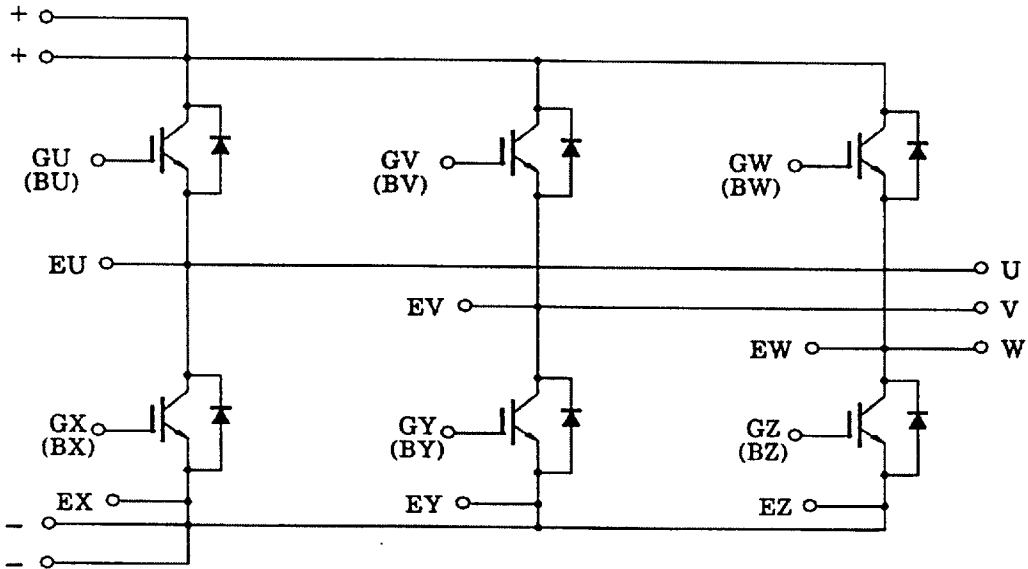 +
+
GU
(BU)
GV
(BV)
GW
(BW)
EU
U
EV
V
EW
W
GX
(BX)
GY
(BY)
GZ
(BZ)
EX
EY
EZ
−
−